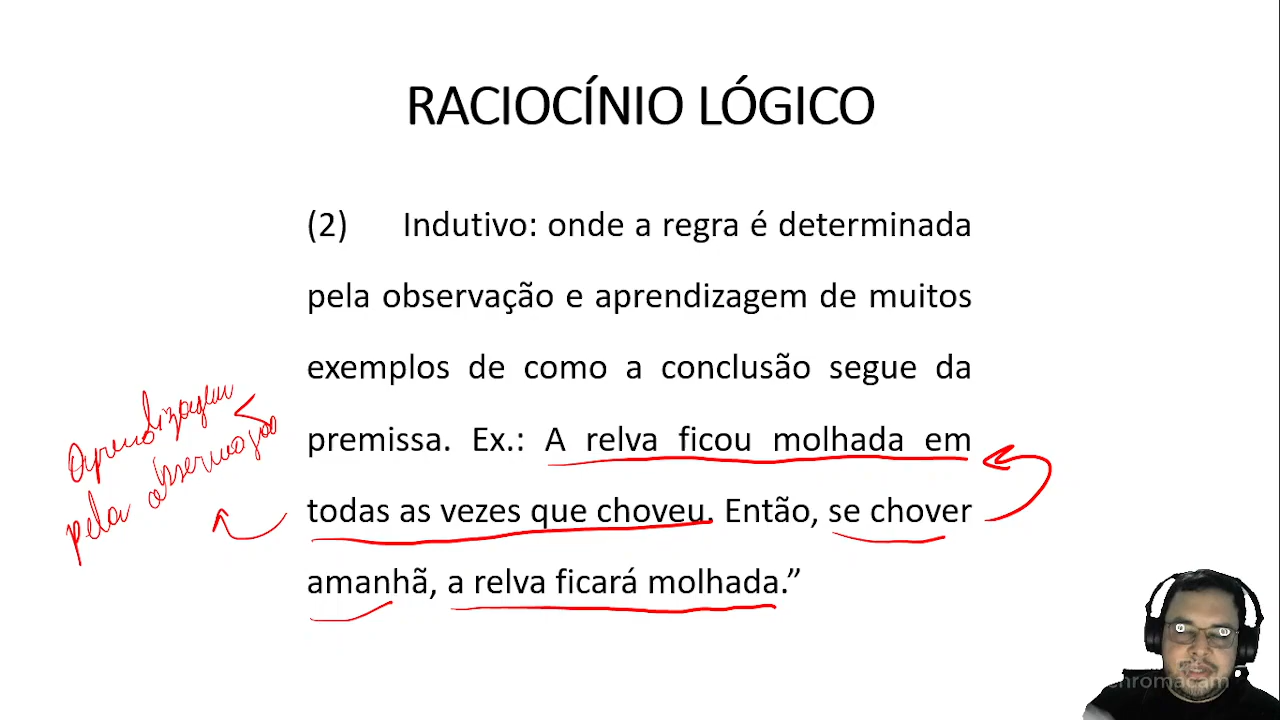 RACIOCÍNIO LÓGICO
(2) Indutivo: onde a regra é determinada
pela observação e aprendizagem de muitos
exemplos de como a conclusão segue da
premissa. Ex.: A relva ficou molhada em
todas as vezes que choveu. Então, se chover
amanhã, a relva ficará molhada.”
Aprendizagem
pela observação
chromacam